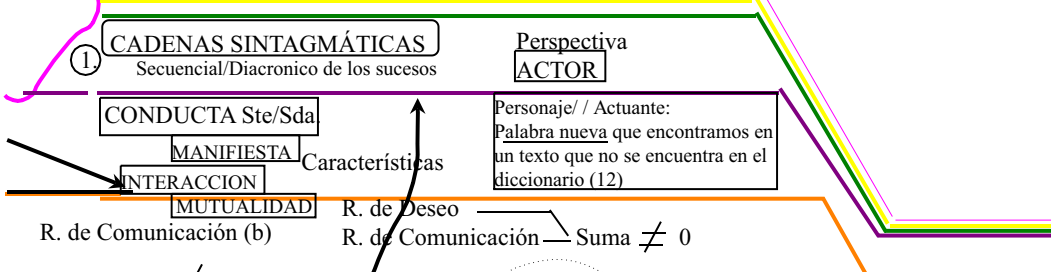 1.
CADENAS SINTAGMÁTICAS
Secuencial/Diacronico de los sucesos
Perspectiva
ACTOR
CONDUCTA Ste/Sda.
MANIFIESTA
INTERACCION
MUTUALIDAD
Características
Personaje/ / Actuante:
Palabra nueva que encontramos en
un texto que no se encuentra en el
diccionario (12)
R. de Comunicación (b)
R. de Deseo
R. de Comunicación — Suma ≠ 0